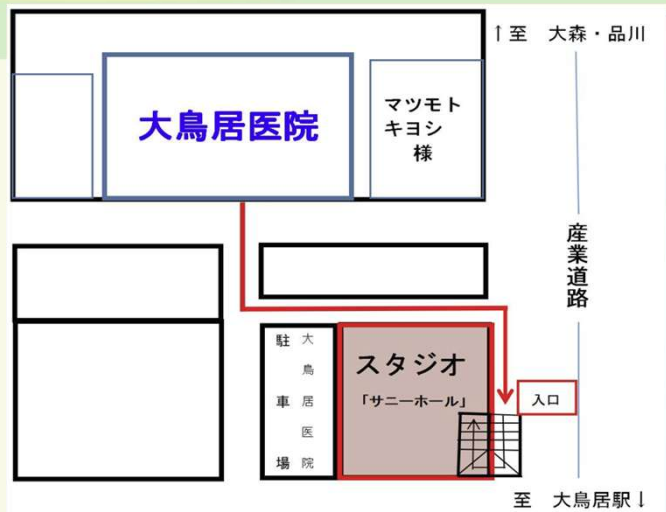 ↑至 大森・品川
大鳥居医院
マツモト
キヨシ
様
産業道路
大鳥居医院
駐車場
スタジオ
「サニーホール」
入口
至 大鳥居駅↓